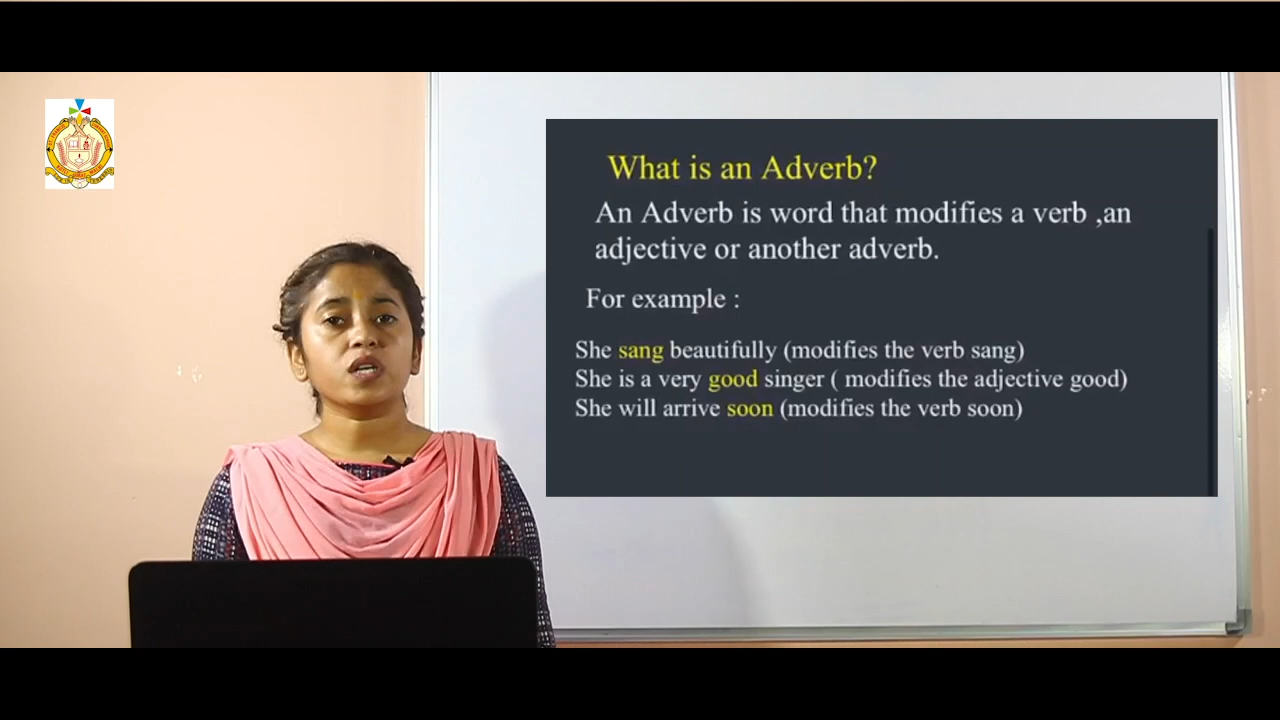 What is an Adverb?
An Adverb is word that modifies a verb ,an
adjective or another adverb.
For example :
She sang beautifully (modifies the verb sang)
She is a very good singer ( modifies the adjective good)
She will arrive soon (modifies the verb soon)